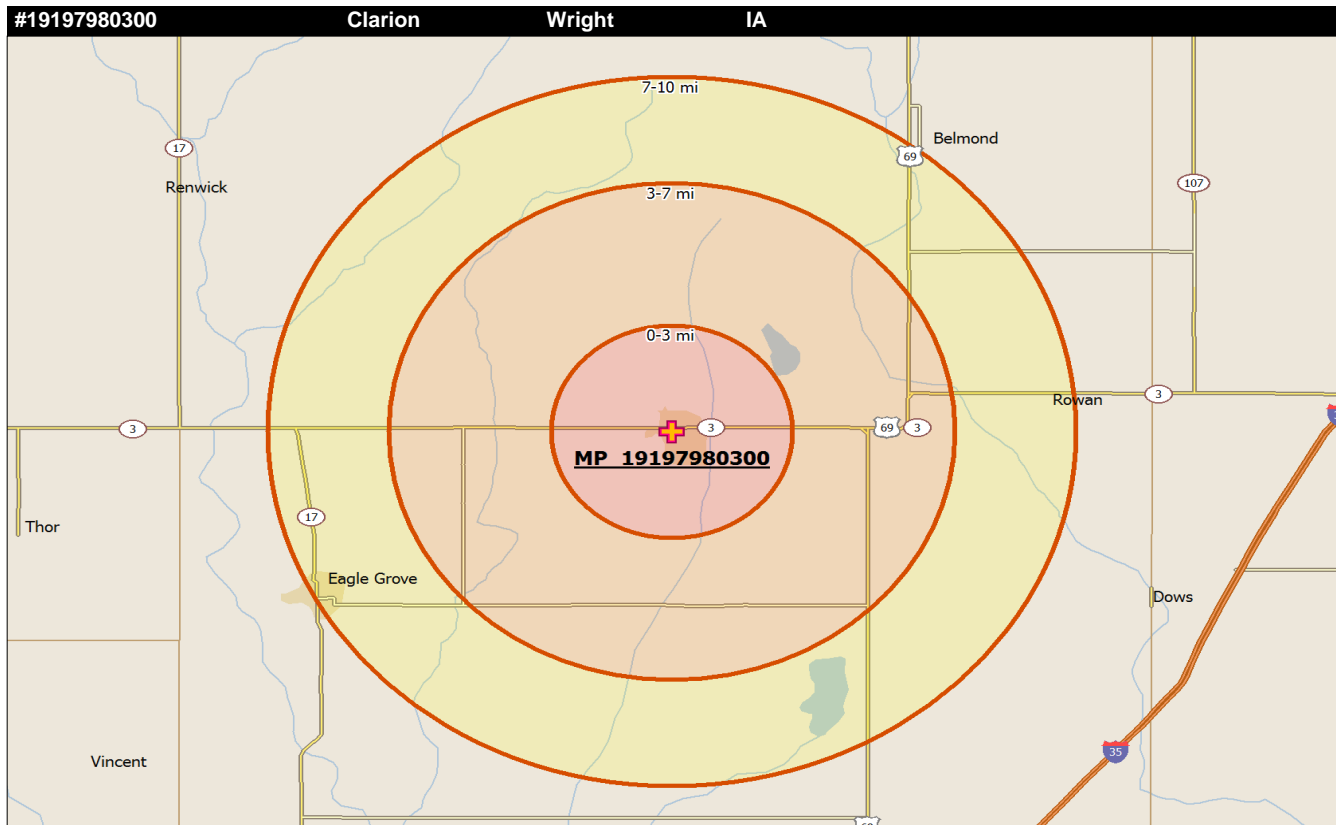 #19197980300 Clarion Wright IA
7-10 mi
Belmond
17
69
Renwick
107
3-7 mi
0-3 mi
Rowan
3
3
3
69
3
MP 19197980300
17
Thor
Eagle Grove
Dows
35
Vincent